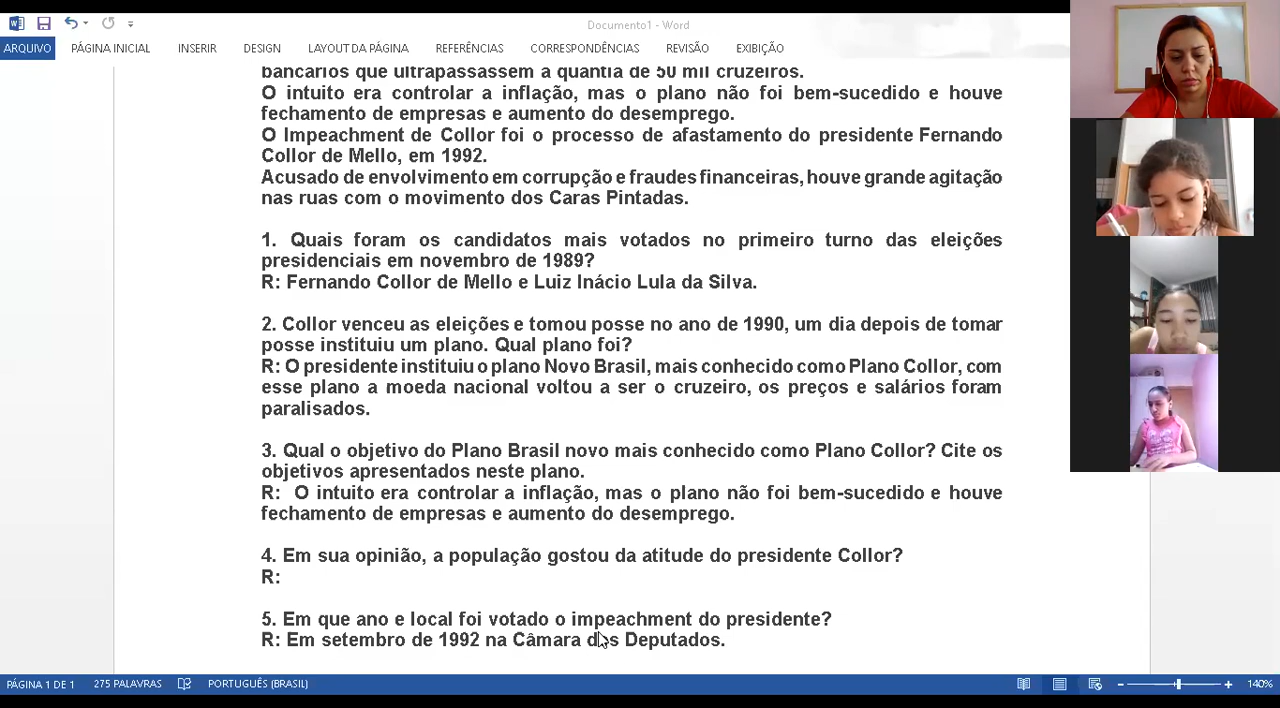 Documento1 - Word
ARQUIVO PÁGINA INICIAL INSERIR DESIGN LAYOUT DA PÁGINA REFERÊNCIAS CORRESPONDÊNCIAS REVISÃO EXIBIÇÃO
bancários que ultrapassassem a quantia de 50 mil cruzeiros.
O intuito era controlar a inflação, mas o plano não foi bem-sucedido e houve
fechamento de empresas e aumento do desemprego.
O Impeachment de Collor foi o processo de afastamento do presidente Fernando
Collor de Mello, em 1992.
Acusado de envolvimento em corrupção e fraudes financeiras, houve grande agitação
nas ruas com o movimento dos Caras Pintadas.
1. Quais foram os candidatos mais votados no primeiro turno das eleições
presidenciais em novembro de 1989?
R: Fernando Collor de Mello e Luiz Inácio Lula da Silva.
2. Collor venceu as eleições e tomou posse no ano de 1990, um dia depois de tomar
posse instituiu um plano. Qual plano foi?
R: O presidente instituiu o plano Novo Brasil, mais conhecido como Plano Collor, com
esse plano a moeda nacional voltou a ser o cruzeiro, os preços e salários foram
paralisados.
3. Qual o objetivo do Plano Brasil novo mais conhecido como Plano Collor? Cite os
objetivos apresentados neste plano.
R: O intuito era controlar a inflação, mas o plano não foi bem-sucedido e houve
fechamento de empresas e aumento do desemprego.
4. Em sua opinião, a população gostou da atitude do presidente Collor?
R:
5. Em que ano e local foi votado o impeachment do presidente?
R: Em setembro de 1992 na Câmara dos Deputados.
PÁGINA 1 DE 1 275 PALAVRAS PORTUGUÊS (BRASIL) 140%